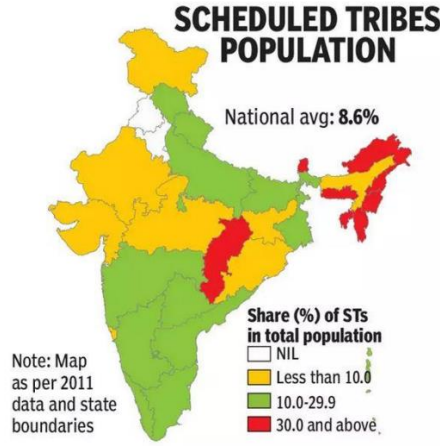 SCHEDULED TRIBES
POPULATION
National avg: 8.6%
Share (%) of STs
in total population
NIL
Less than 10.0
10.0-29.9
30.0 and above
Note: Map
as per 2011
data and state
boundaries